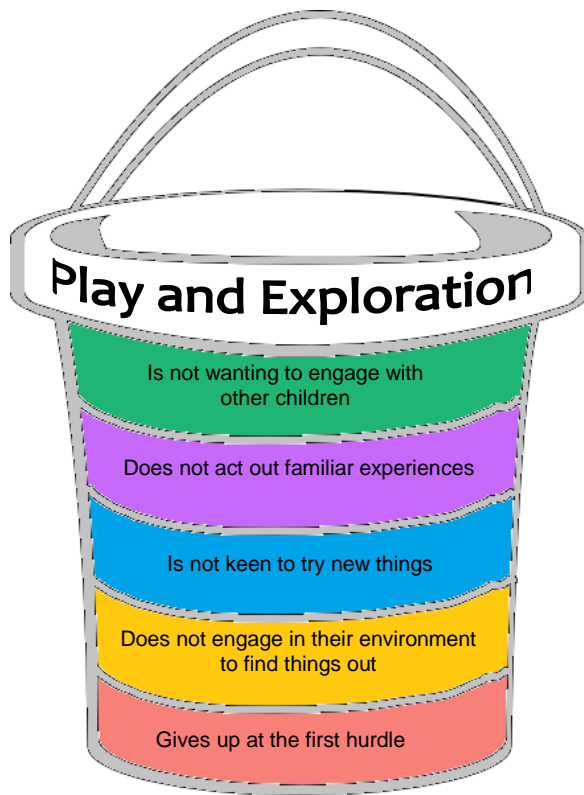 Play and Exploration
Is not wanting to engage with
other children
Does not act out familiar experiences
Is not keen to try new things
Does not engage in their environment
to find things out
Gives up at the first hurdle